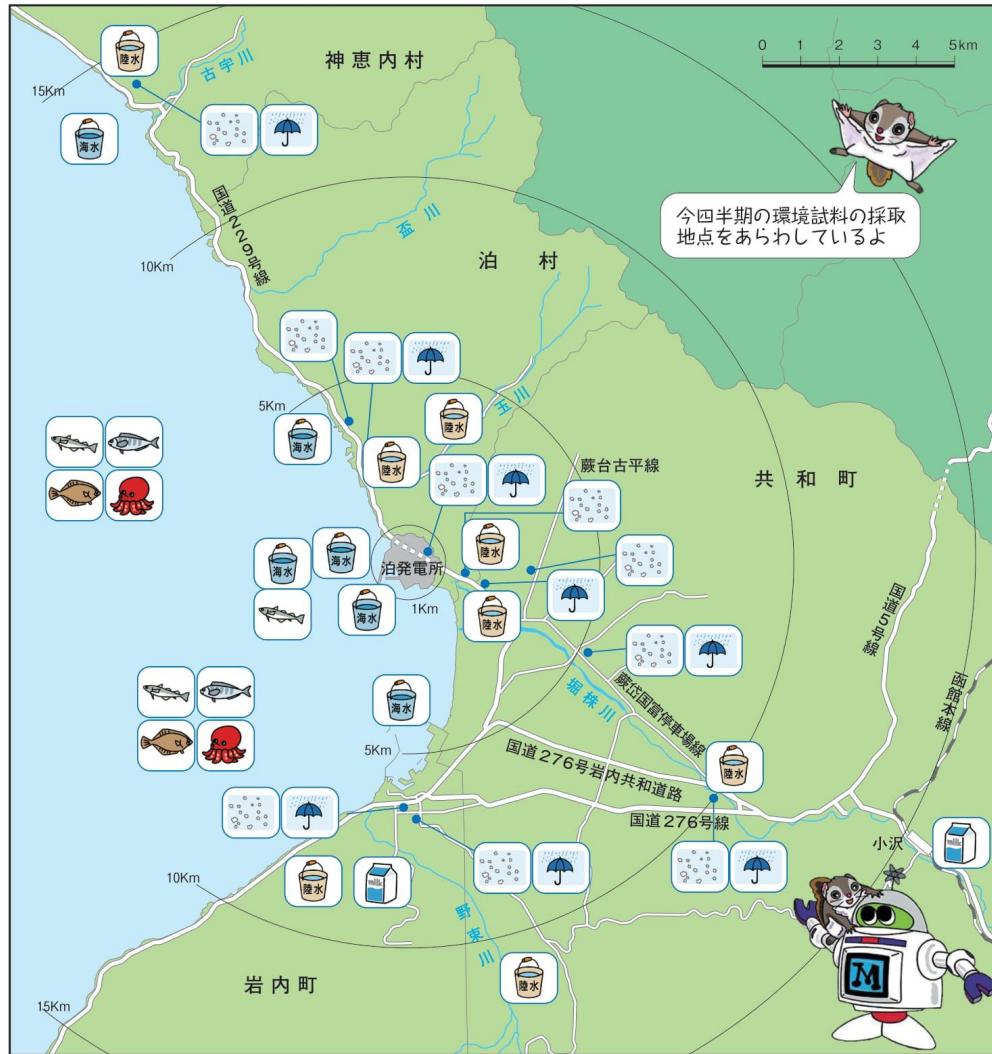 陸水
古宇川
神恵内村
0 1 2 3 4 5km
15Km
海水
今四半期の環境試料の採取
地点をあらわしているよ
国道229号線
盃川
10Km
泊村
5Km
海水
陸水
玉川
陸水
蕨台古平線
共和町
海水
海水
泊発電所
陸水
1Km
海水
陸水
国道5号線
函館本線
堀株川
蕨岱国富停車場線
海水
5Km
国道276号岩内共和道路
陸水
国道276号線
小沢
milk
10Km
陸水
milk
野束川
陸水
M
岩内町
15Km